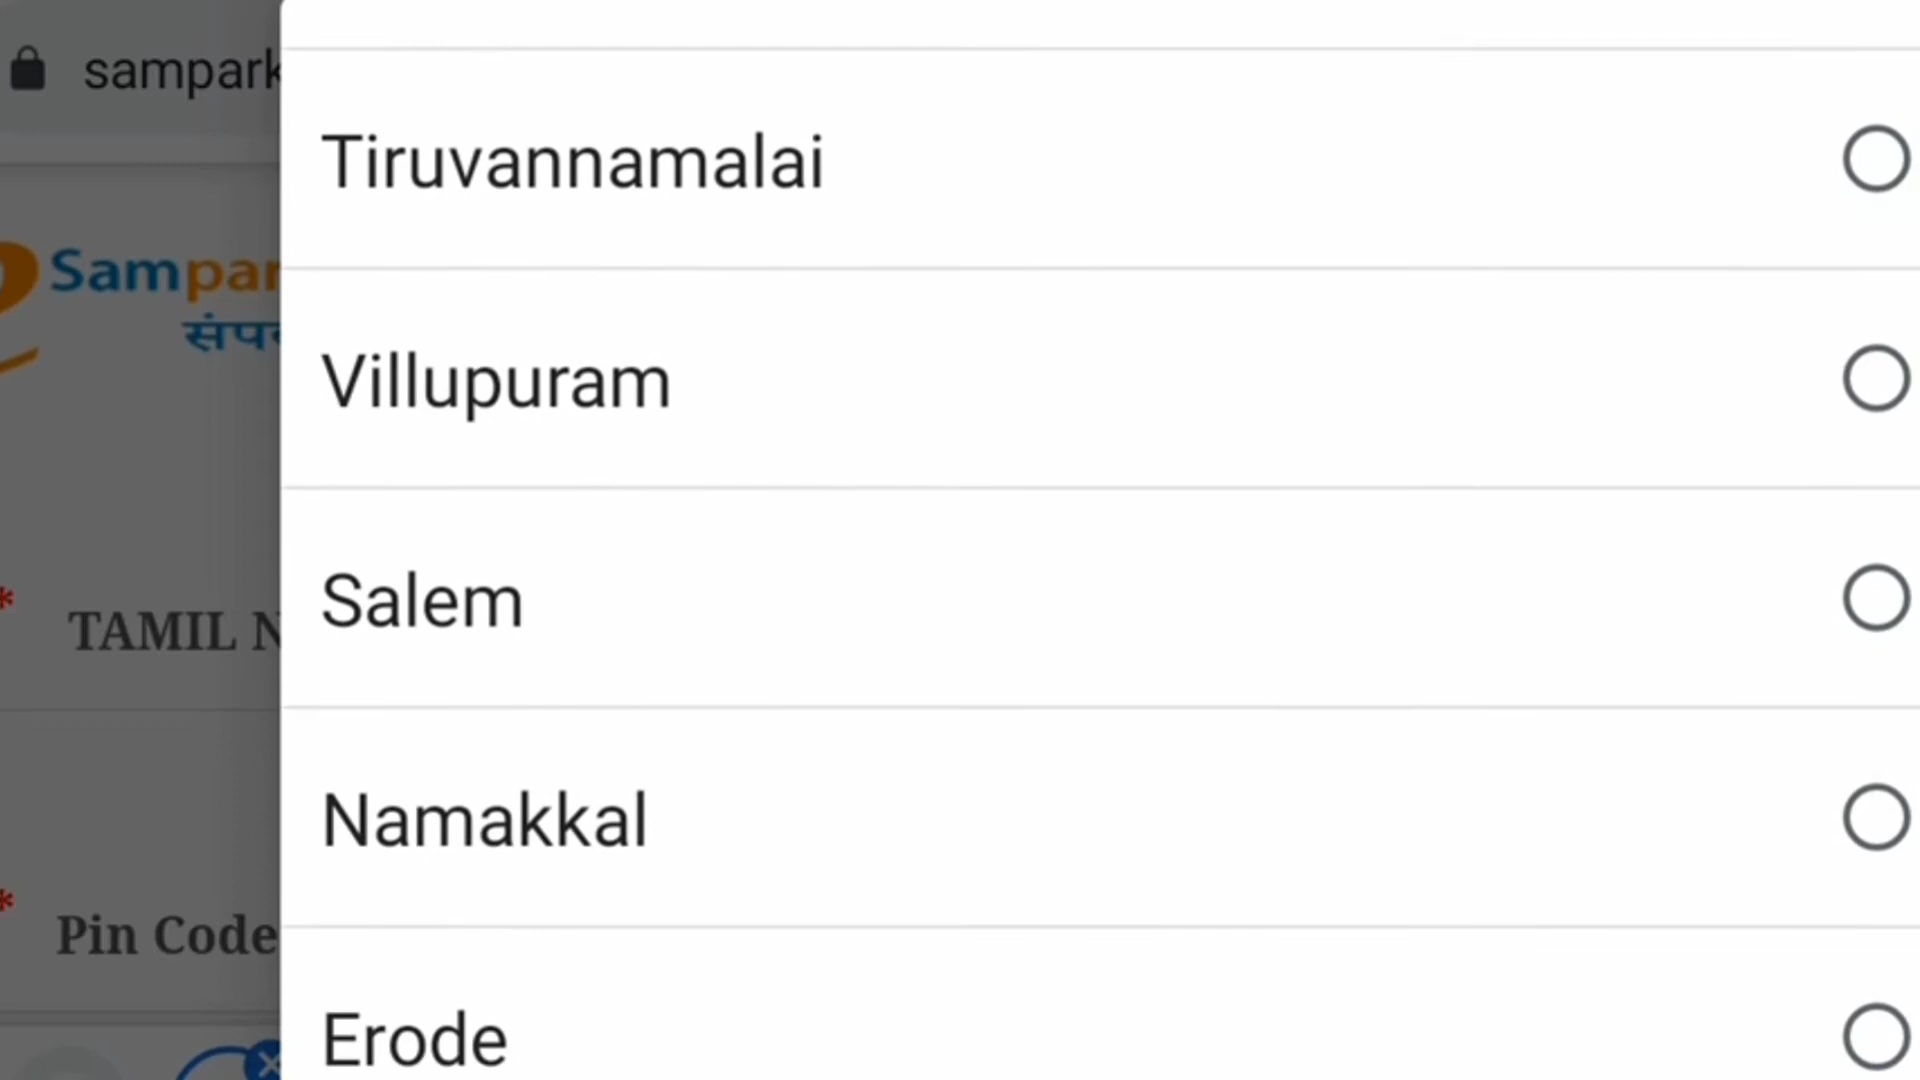 sampark
Tiruvannamalai
Sampar
Villupuram
Salem
TAMIL N
Namakkal
Pin Code
Erode